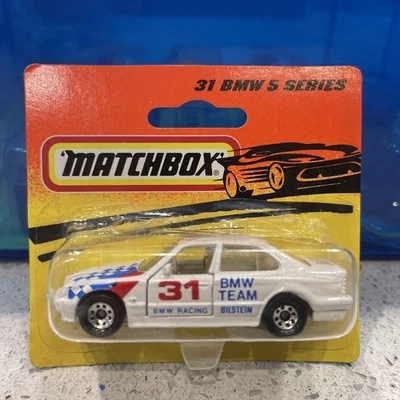 31 BMW 5 SERIES
"MATCHBOX"®
31
BMW
TEAM
BMW RACING
BILSTEIN